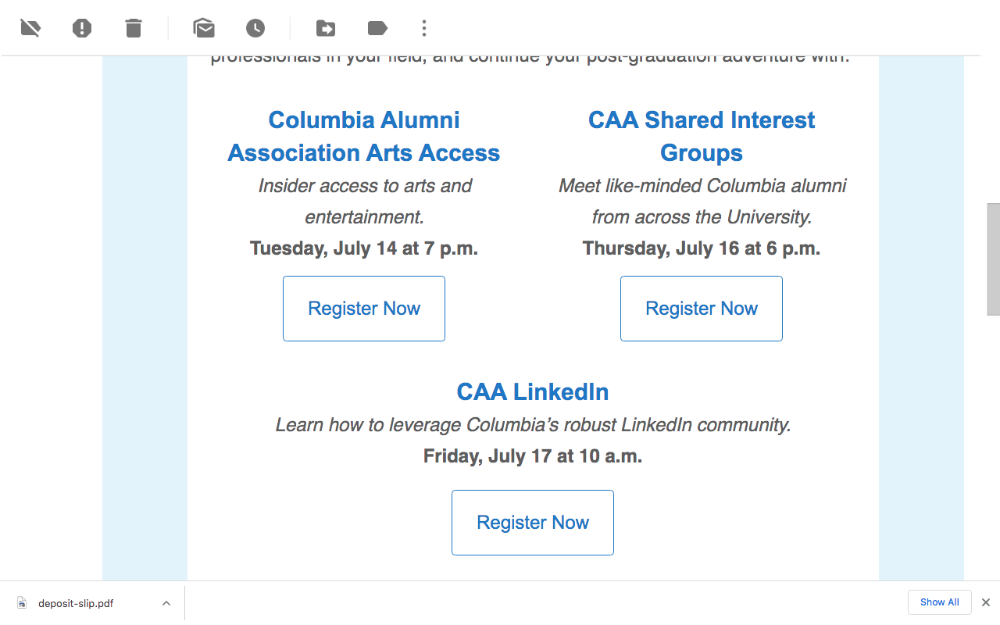 professionals in your field, and continue your post-graduation adventure with:
Columbia Alumni
Association Arts Access
Insider access to arts and
entertainment.
Tuesday, July 14 at 7 p.m.
Register Now
CAA Shared Interest
Groups
Meet like-minded Columbia alumni
from across the University.
Thursday, July 16 at 6 p.m.
Register Now
CAA LinkedIn
Learn how to leverage Columbia’s robust LinkedIn community.
Friday, July 17 at 10 a.m.
Register Now
deposit-slip.pdf
Show All